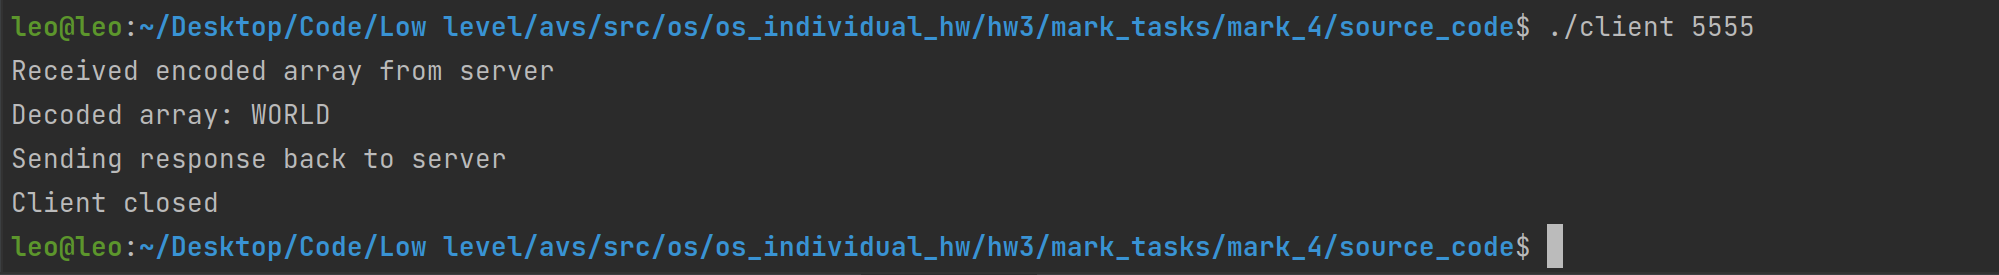 leo@leo:~/Desktop/Code/Low level/avs/src/os/os_individual_hw/hw3/mark_tasks/mark_4/source_code$ ./client 5555
Received encoded array from server
Decoded array: WORLD
Sending response back to server
Client closed
leo@leo:~/Desktop/Code/Low level/avs/src/os/os_individual_hw/hw3/mark_tasks/mark_4/source_code$